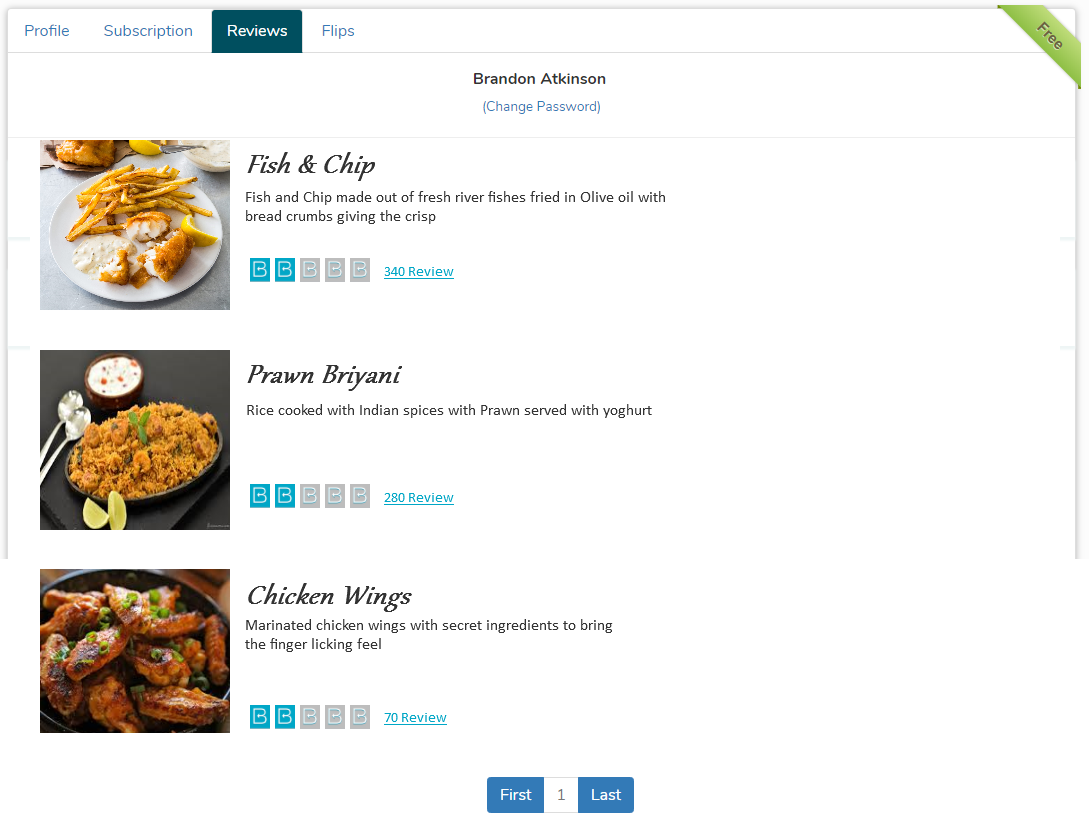 Profile Subscription Reviews Flips
Free
Brandon Atkinson
(Change Password)
Fish & Chip
Fish and Chip made out of fresh river fishes fried in Olive oil with
bread crumbs giving the crisp
B B B B B 340 Review
Prawn Briyani
Rice cooked with Indian spices with Prawn served with yoghurt
B B B B B 280 Review
Chicken Wings
Marinated chicken wings with secret ingredients to bring
the finger licking feel
B B B B B 70 Review
First 1 Last